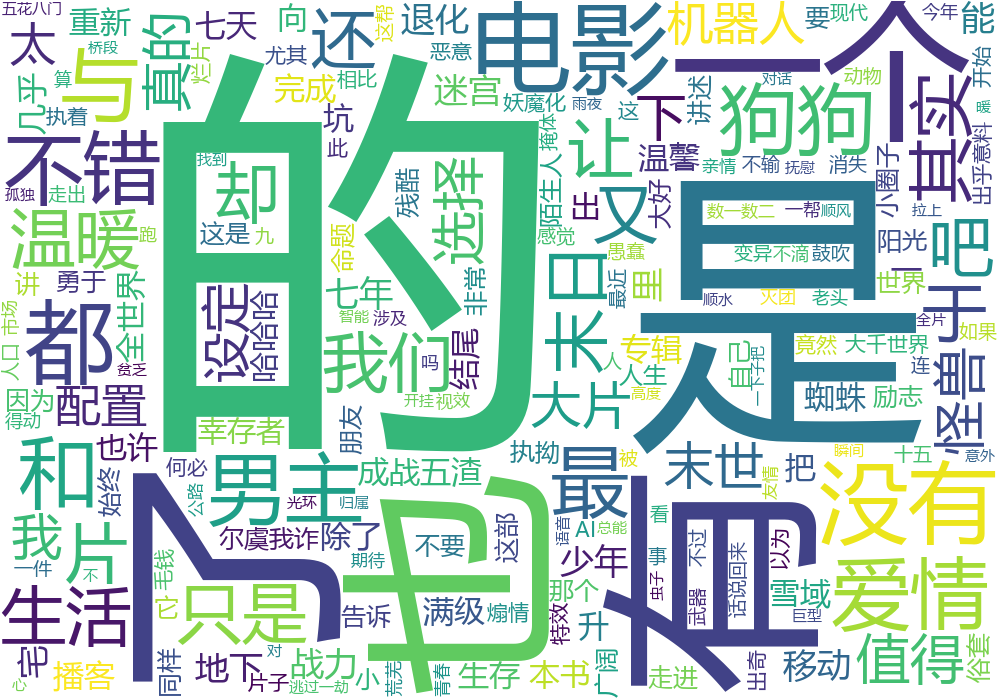 五花八门
这帮
桥段
重新
七天
向
退化
电影
机器人
一个
要
现代
今年
能
太
与
真的
烂片
尤其
还
恶意
算
完成
相比
迷宫
对话
动物
开始
几乎
执着
坑
此
妖魔化
雨夜
这
讲述
下
狗狗
其实
暖
不错
的
找到
却
选择
残酷
掩体
陌生人
让
温馨
亲情
不输
抚慰
消失
小圈子
出乎意料
孤独
走出
温暖
跑
这是
九
命题
感觉
出
又
大好
数一数二
一帮
顺风
拉上
是
愚蠢
变异不滴
鼓吹
阳光
一
吧
讲
勇于
全世界
设定
哈哈哈
七年
智能
涉及
非常
大片
末日
最近
里
顺水
灭团
老头
世界
于
全片
人口
市场
都
我们
吗
结尾
专辑
自己
竟然
大千世界
如果
贫乏
因为
得动
配置
幸存者
朋友
开挂
视效
人
人生
高度
一下子把
蜘蛛
励志
连
怪兽
和
也许
始终
何必
男主
成战五渣
执拗
最
末世
被
把
瞬间
友情
十五
意外
没有
公路
光环
归属
我
片
一件
不
毛钱
尔虞我诈
除了
期待
不要
母
这部
语音
AI
总能
少年
看
事
虫子
武器
不过
话说回来
以为
雪域
巨型
爱情
生活
它
只是
告诉
满级
煽情
那个
特效
升
值得
俗套
宅
播客
同样
地下
片子
对
战力
逃过一劫
小
荒芜
青春
生存
本书
广阔
走进
出奇
移动
心